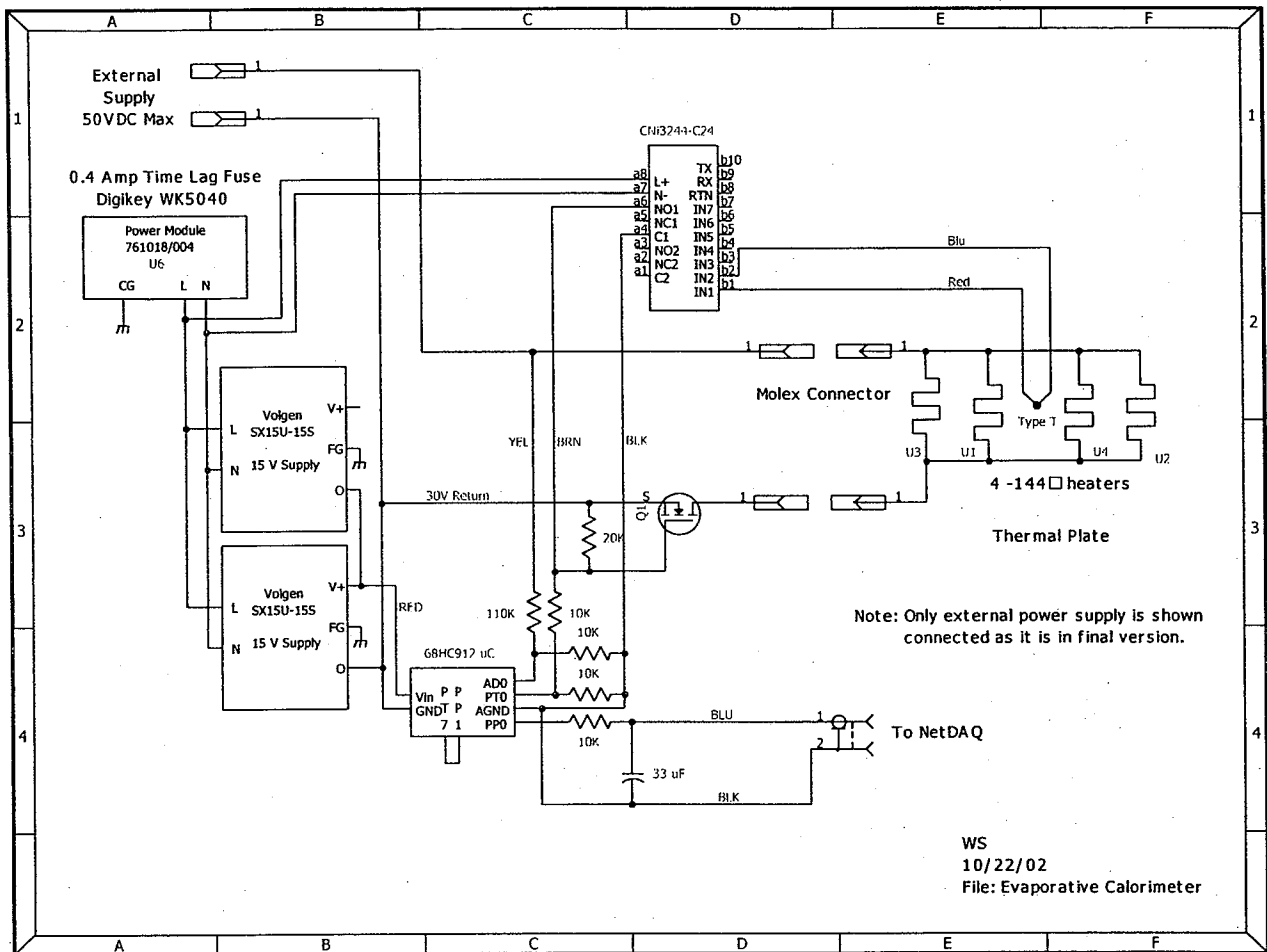 A B C D E F
1
2
3
4
External
Supply
50VDC Max
1
1
0.4 Amp Time Lag Fuse
Digikey WK5040
Power Module
761018/004
U6
CG L N
CNi3244-C24
a8 L+
a7 N-
a6 NO1
a5 NC1
a4 C1
a3 NO2
a2 NC2
a1 C2
TX b10
RX b9
RTN b8
IN7 b7
IN6 b6
IN5 b5
IN4 b4
IN3 b3
IN2 b2
IN1 b1
Blu
Red
1
1
Molex Connector
Type T
U3 U1 U4 U2
4 -144□ heaters
Thermal Plate
Volgen
SX15U-15S
15 V Supply
L
N
V+
FG
O
Volgen
SX15U-15S
15 V Supply
L
N
V+
FG
O
YEL BRN BLK
30V Return
Q1 S
1
1
20K
RED
110K 10K
10K
10K
10K
68HC912 uC
Vin
GND
P P
T P
7 1
AD0
PT0
AGND
PP0
BLU
1
2
To NetDAQ
33 uF
BLK
Note: Only external power supply is shown
connected as it is in final version.
WS
10/22/02
File: Evaporative Calorimeter
1
2
3
4
A B C D E F